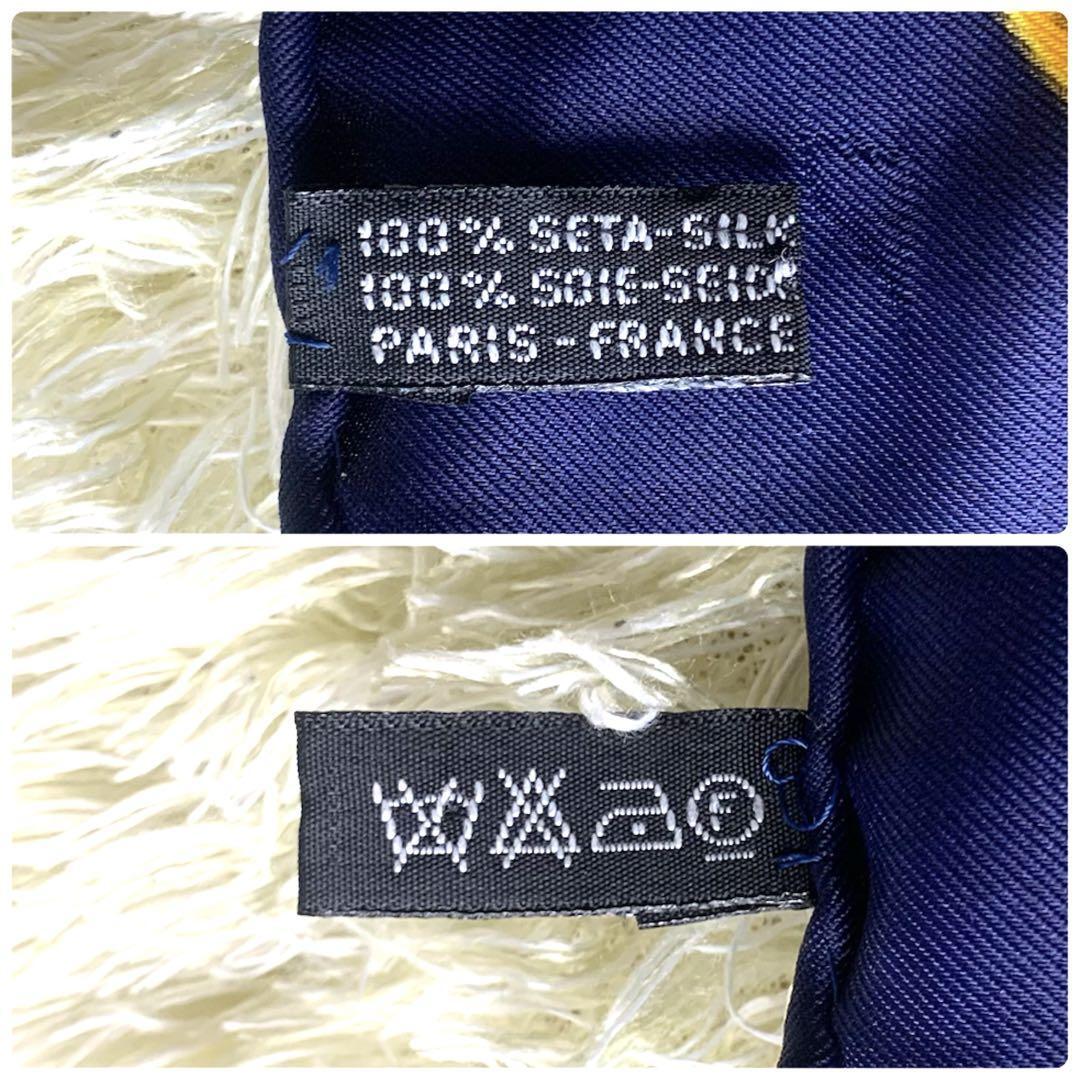 100% SETA-SILK
100% SOIE-SEIDE
PARIS - FRANCE
F